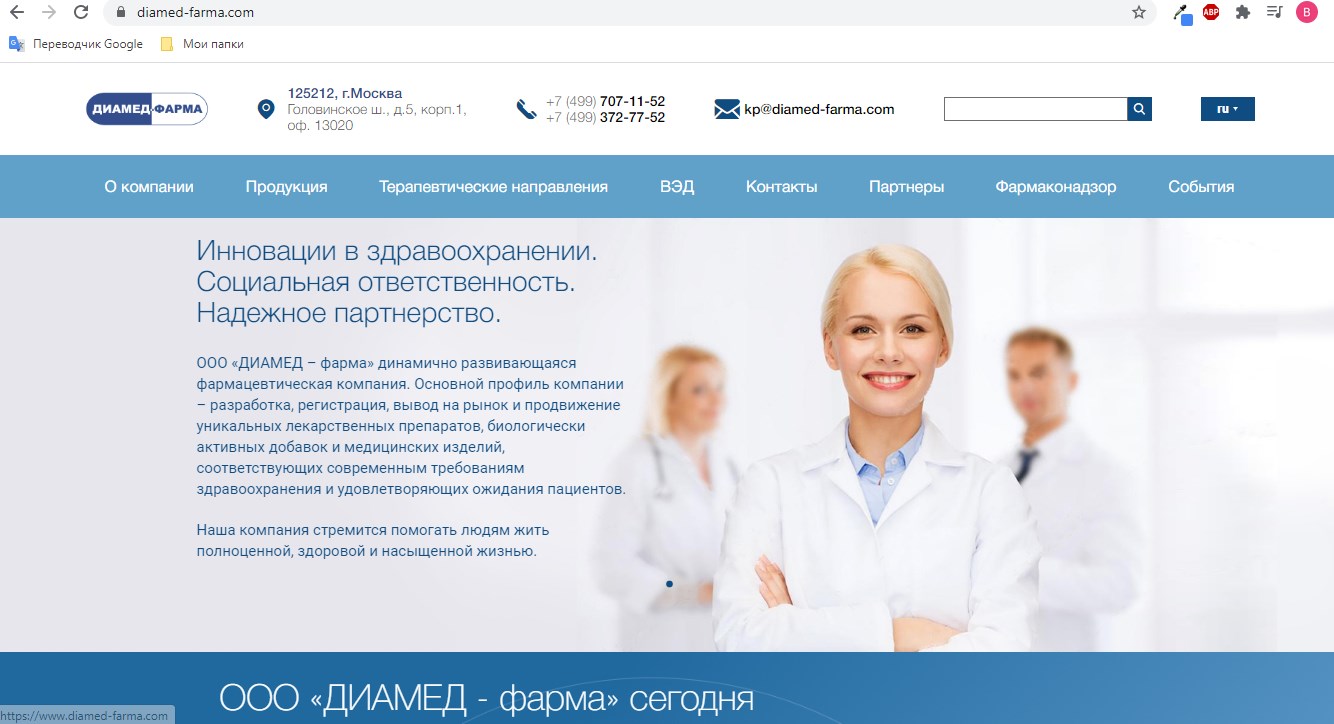 diamed-farma.com
ABP
B
Переводчик Google
Мои папки
ДИАМЕД-ФАРМА
125212, г.Москва
Головинское ш., д.5, корп.1,
оф. 13020
+7 (499) 707-11-52
+7 (499) 372-77-52
kp@diamed-farma.com
ru
О компании Продукция Терапевтические направления ВЭД Контакты Партнеры Фармаконадзор События
Инновации в здравоохранении.
Социальная ответственность.
Надежное партнерство.
ООО «ДИАМЕД – фарма» динамично развивающаяся
фармацевтическая компания. Основной профиль компании
– разработка, регистрация, вывод на рынок и продвижение
уникальных лекарственных препаратов, биологически
активных добавок и медицинских изделий,
соответствующих современным требованиям
здравоохранения и удовлетворяющих ожидания пациентов.
Наша компания стремится помогать людям жить
полноценной, здоровой и насыщенной жизнью.
ООО «ДИАМЕД - фарма» сегодня
https://www.diamed-farma.com